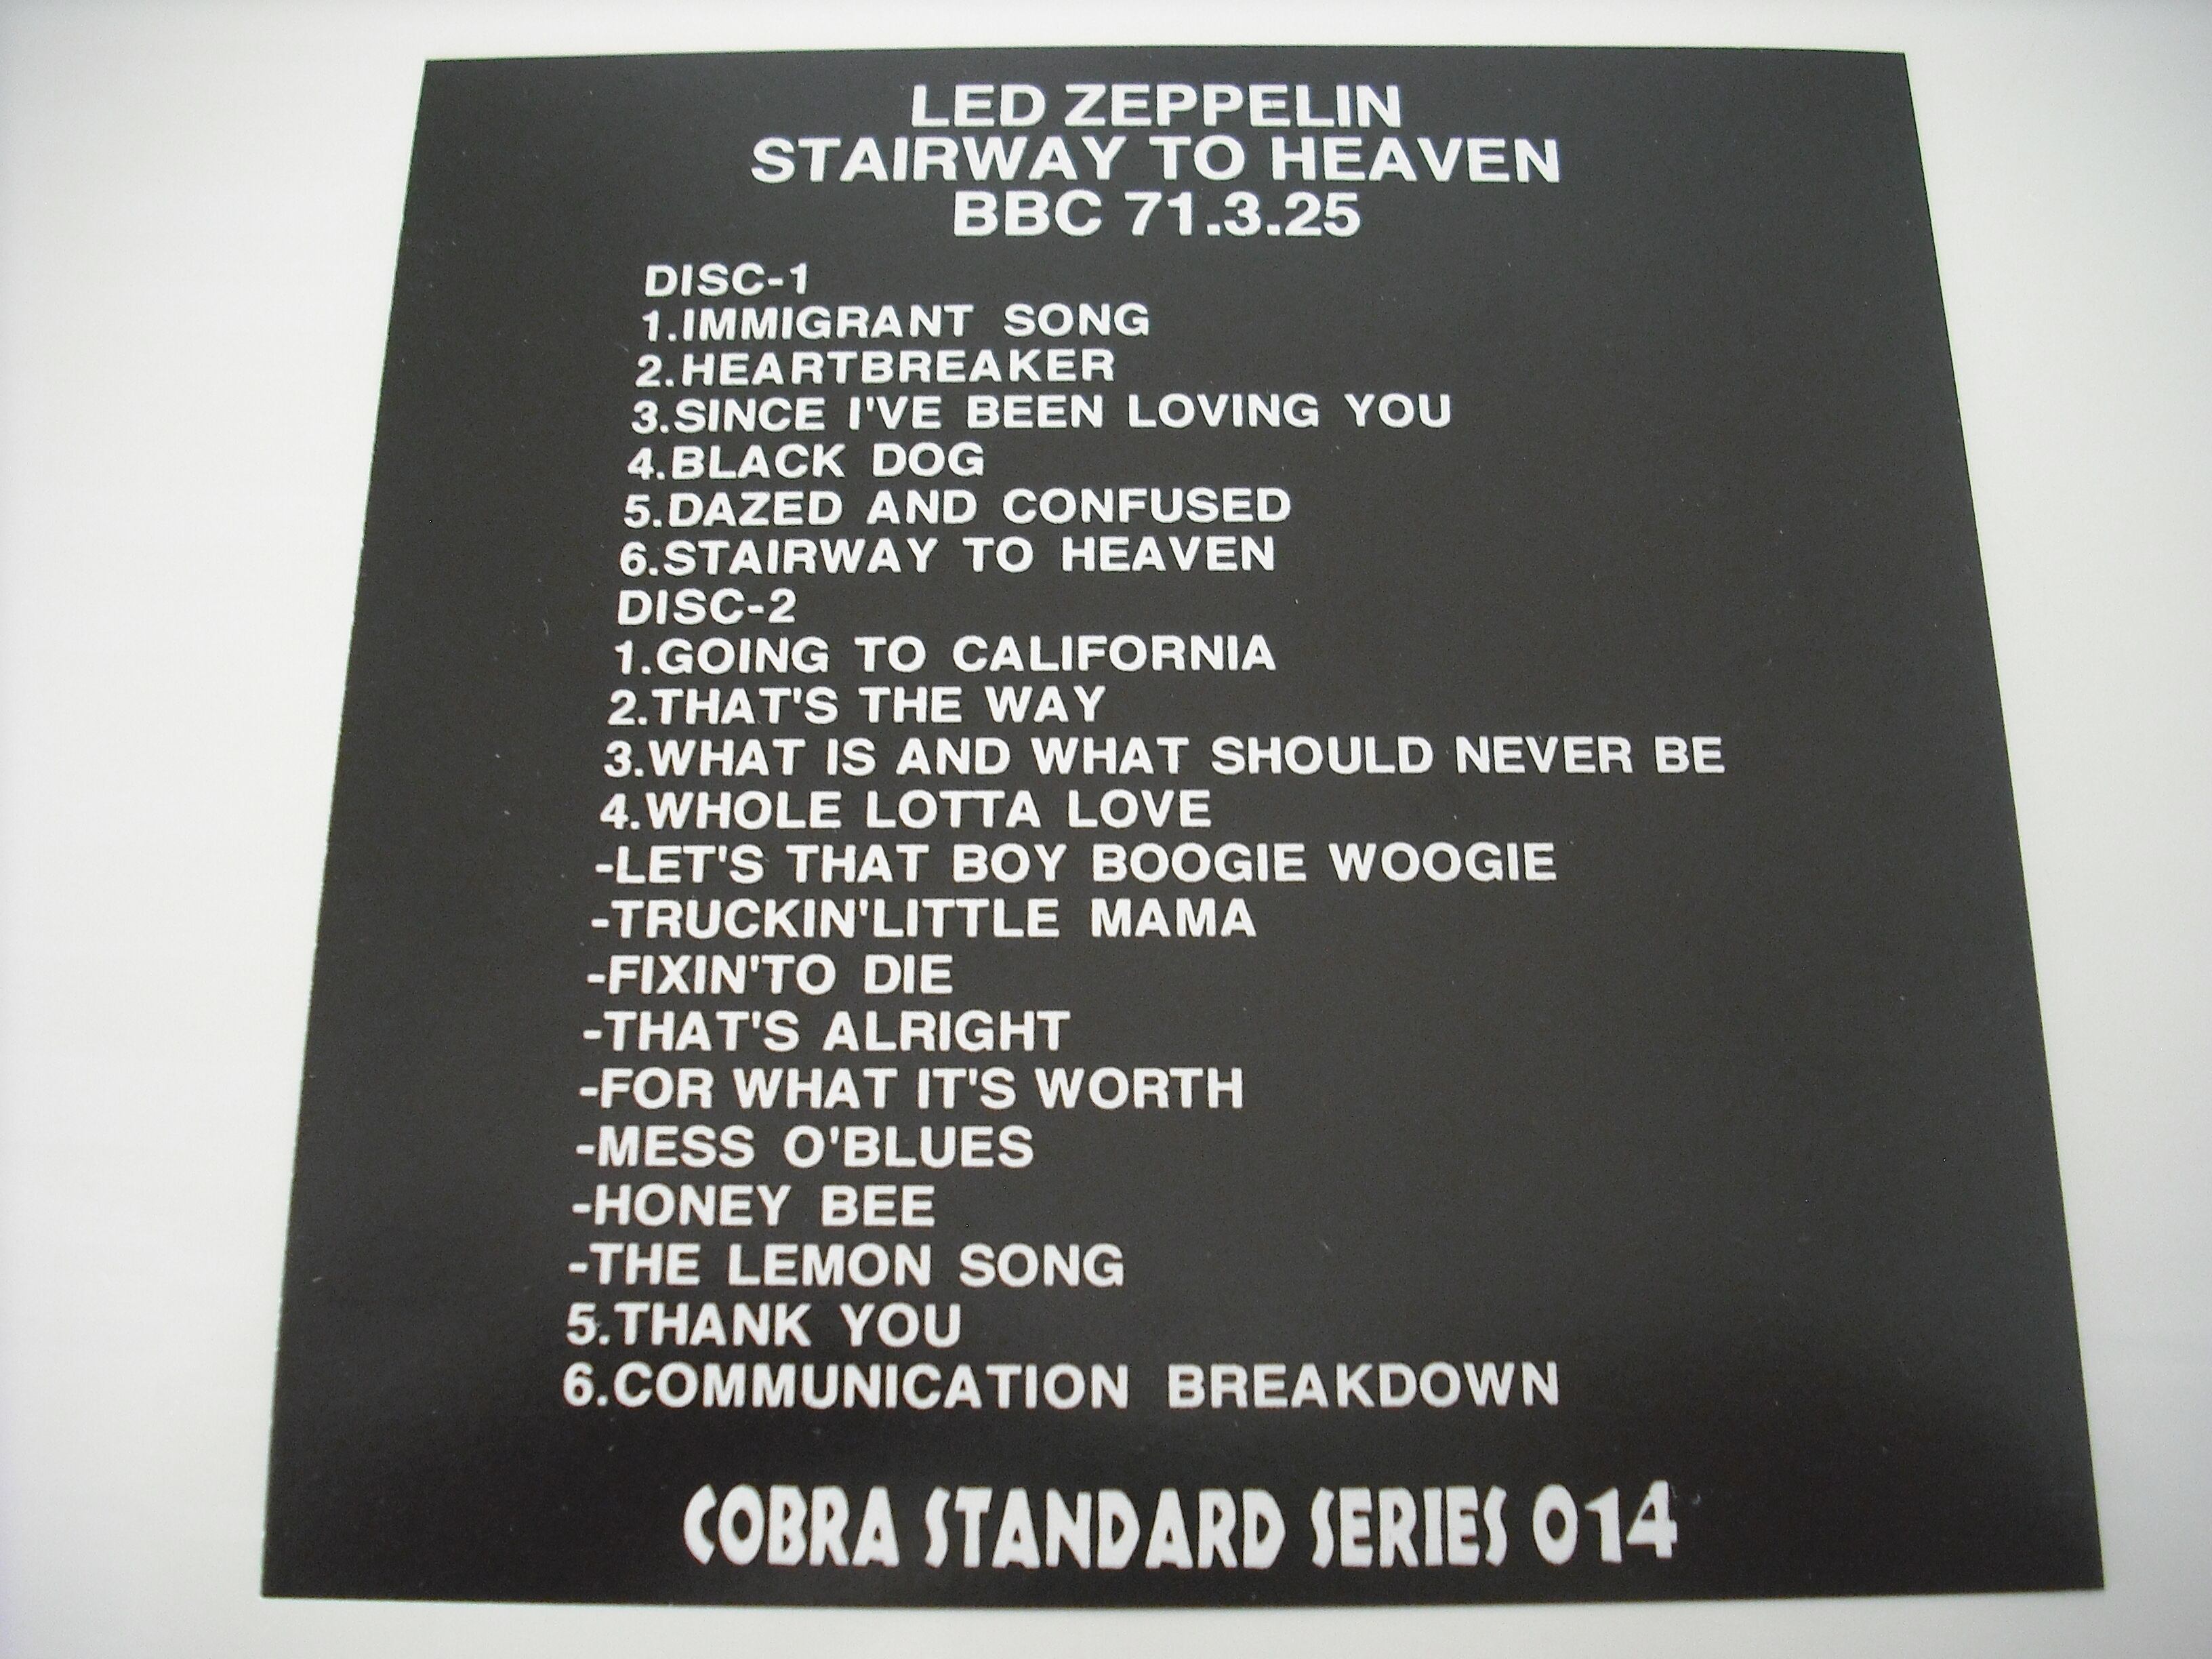 LED ZEPPELIN
STAIRWAY TO HEAVEN
BBC 71.3.25
DISC-1
1.IMMIGRANT SONG
2.HEARTBREAKER
3.SINCE I'VE BEEN LOVING YOU
4.BLACK DOG
5.DAZED AND CONFUSED
6.STAIRWAY TO HEAVEN
DISC-2
1.GOING TO CALIFORNIA
2.THAT'S THE WAY
3.WHAT IS AND WHAT SHOULD NEVER BE
4.WHOLE LOTTA LOVE
-LET'S THAT BOY BOOGIE WOOGIE
-TRUCKIN'LITTLE MAMA
-FIXIN'TO DIE
-THAT'S ALRIGHT
-FOR WHAT IT'S WORTH
-MESS O'BLUES
-HONEY BEE
-THE LEMON SONG
5.THANK YOU
6.COMMUNICATION BREAKDOWN
COBRA STANDARD SERIES 014